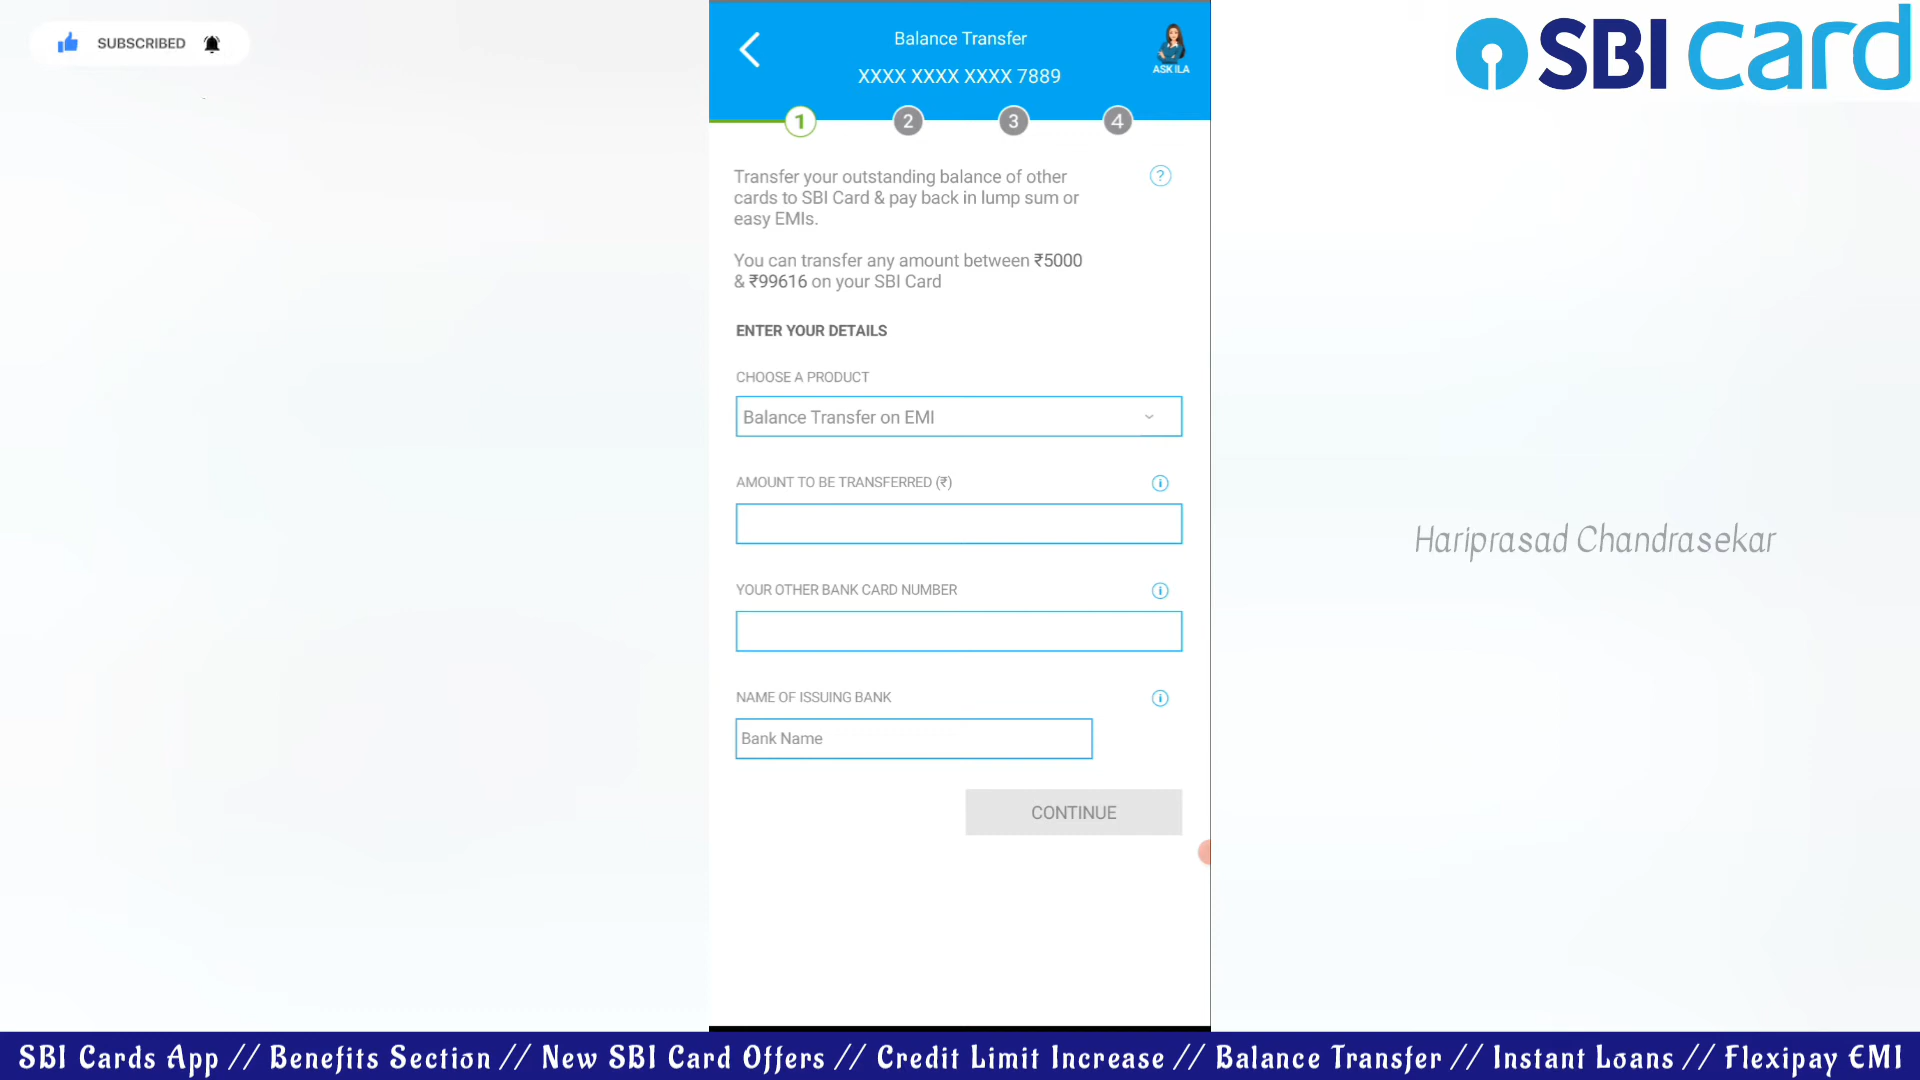 SUBSCRIBED
SBI card
Balance Transfer
XXXX XXXX XXXX 7889
ASK ILA
1 2 3 4
Transfer your outstanding balance of other
cards to SBI Card & pay back in lump sum or
easy EMIs.
?
You can transfer any amount between ₹5000
& ₹99616 on your SBI Card
ENTER YOUR DETAILS
CHOOSE A PRODUCT
Balance Transfer on EMI
AMOUNT TO BE TRANSFERRED (₹)
YOUR OTHER BANK CARD NUMBER
NAME OF ISSUING BANK
Bank Name
CONTINUE
Hariprasad Chandrasekar
SBI Cards App // Benefits Section // New SBI Card Offers // Credit Limit Increase // Balance Transfer // Instant Loans // Flexipay EMI